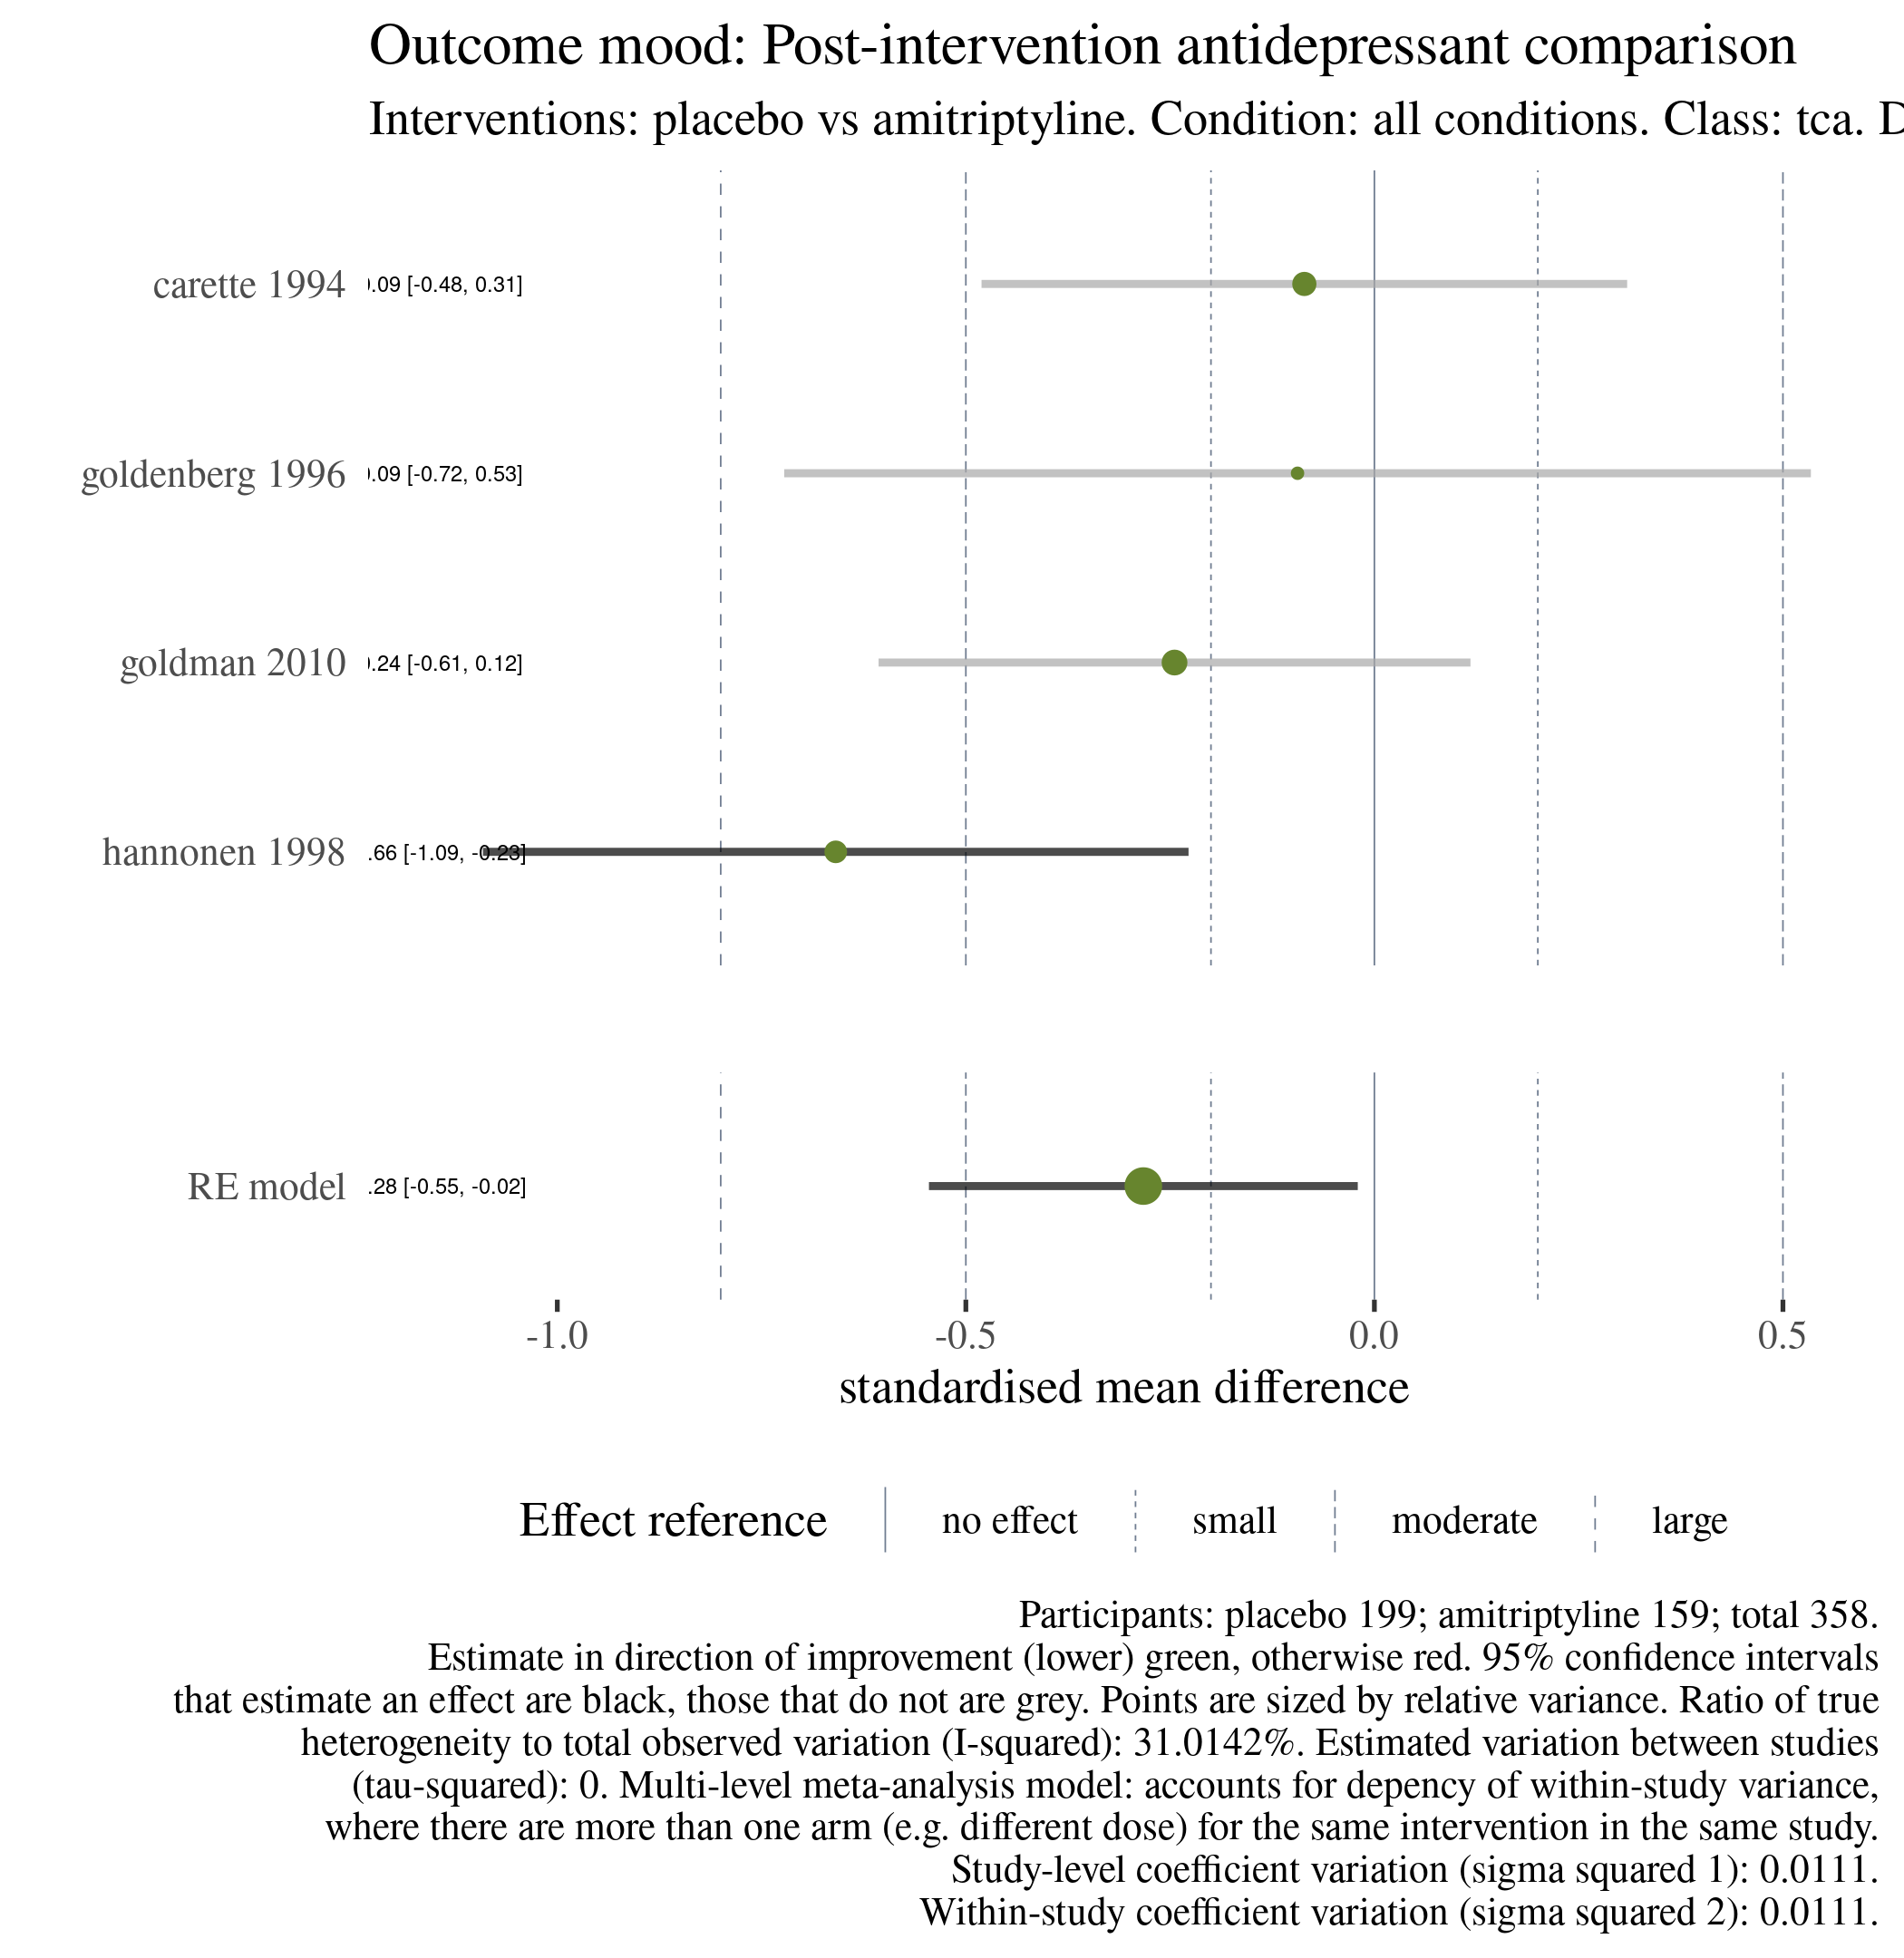 Outcome mood: Post-intervention antidepressant comparison
Interventions: placebo vs amitriptyline. Condition: all conditions. Class: tca. D
carette 1994 .09 [-0.48, 0.31]
goldenberg 1996 .09 [-0.72, 0.53]
goldman 2010 .24 [-0.61, 0.12]
hannonen 1998 .66 [-1.09, -0.23]
RE model .28 [-0.55, -0.02]
-1.0 -0.5 0.0 0.5
standardised mean difference
Effect reference no effect small moderate large
Participants: placebo 199; amitriptyline 159; total 358.
Estimate in direction of improvement (lower) green, otherwise red. 95% confidence intervals
that estimate an effect are black, those that do not are grey. Points are sized by relative variance. Ratio of true
heterogeneity to total observed variation (I-squared): 31.0142%. Estimated variation between studies
(tau-squared): 0. Multi-level meta-analysis model: accounts for depency of within-study variance,
where there are more than one arm (e.g. different dose) for the same intervention in the same study.
Study-level coefficient variation (sigma squared 1): 0.0111.
Within-study coefficient variation (sigma squared 2): 0.0111.